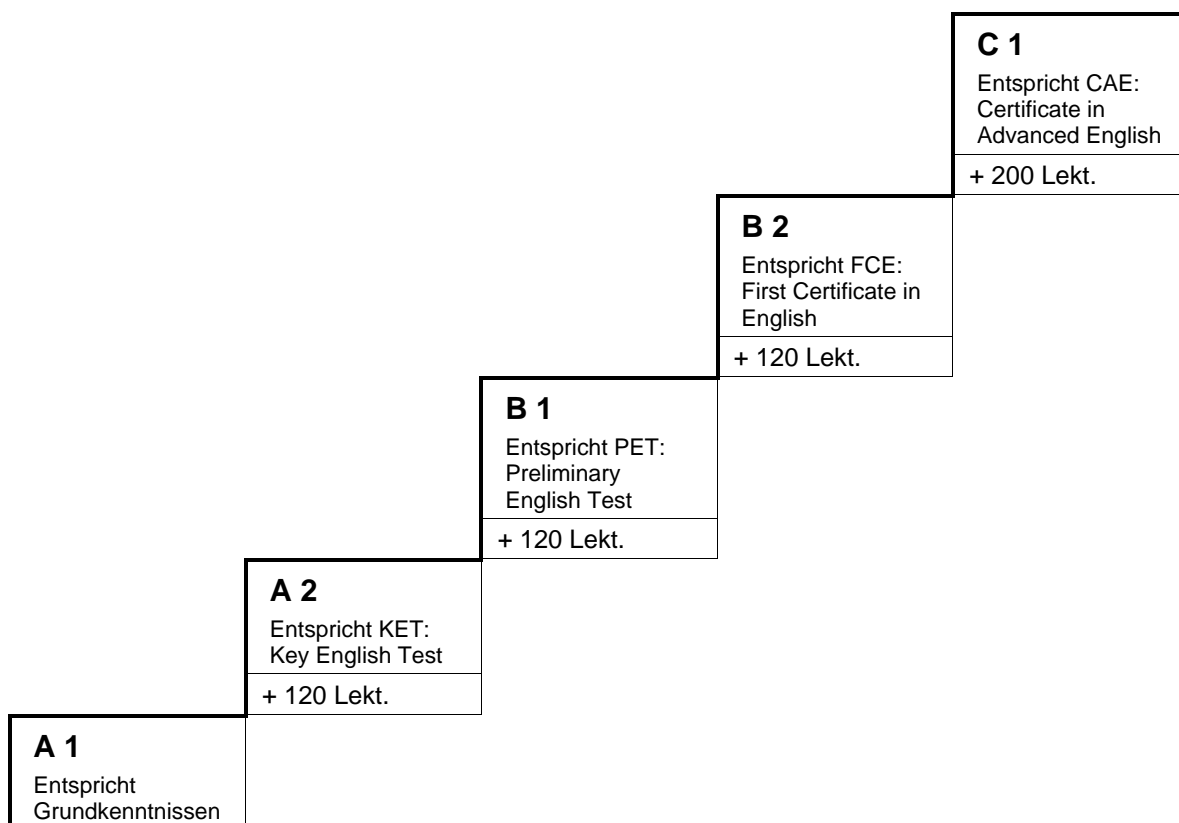 C 1
Entspricht CAE:
Certificate in
Advanced English
+ 200 Lekt.
B 2
Entspricht FCE:
First Certificate in
English
+ 120 Lekt.
B 1
Entspricht PET:
Preliminary
English Test
+ 120 Lekt.
A 2
Entspricht KET:
Key English Test
+ 120 Lekt.
A 1
Entspricht
Grundkenntnissen